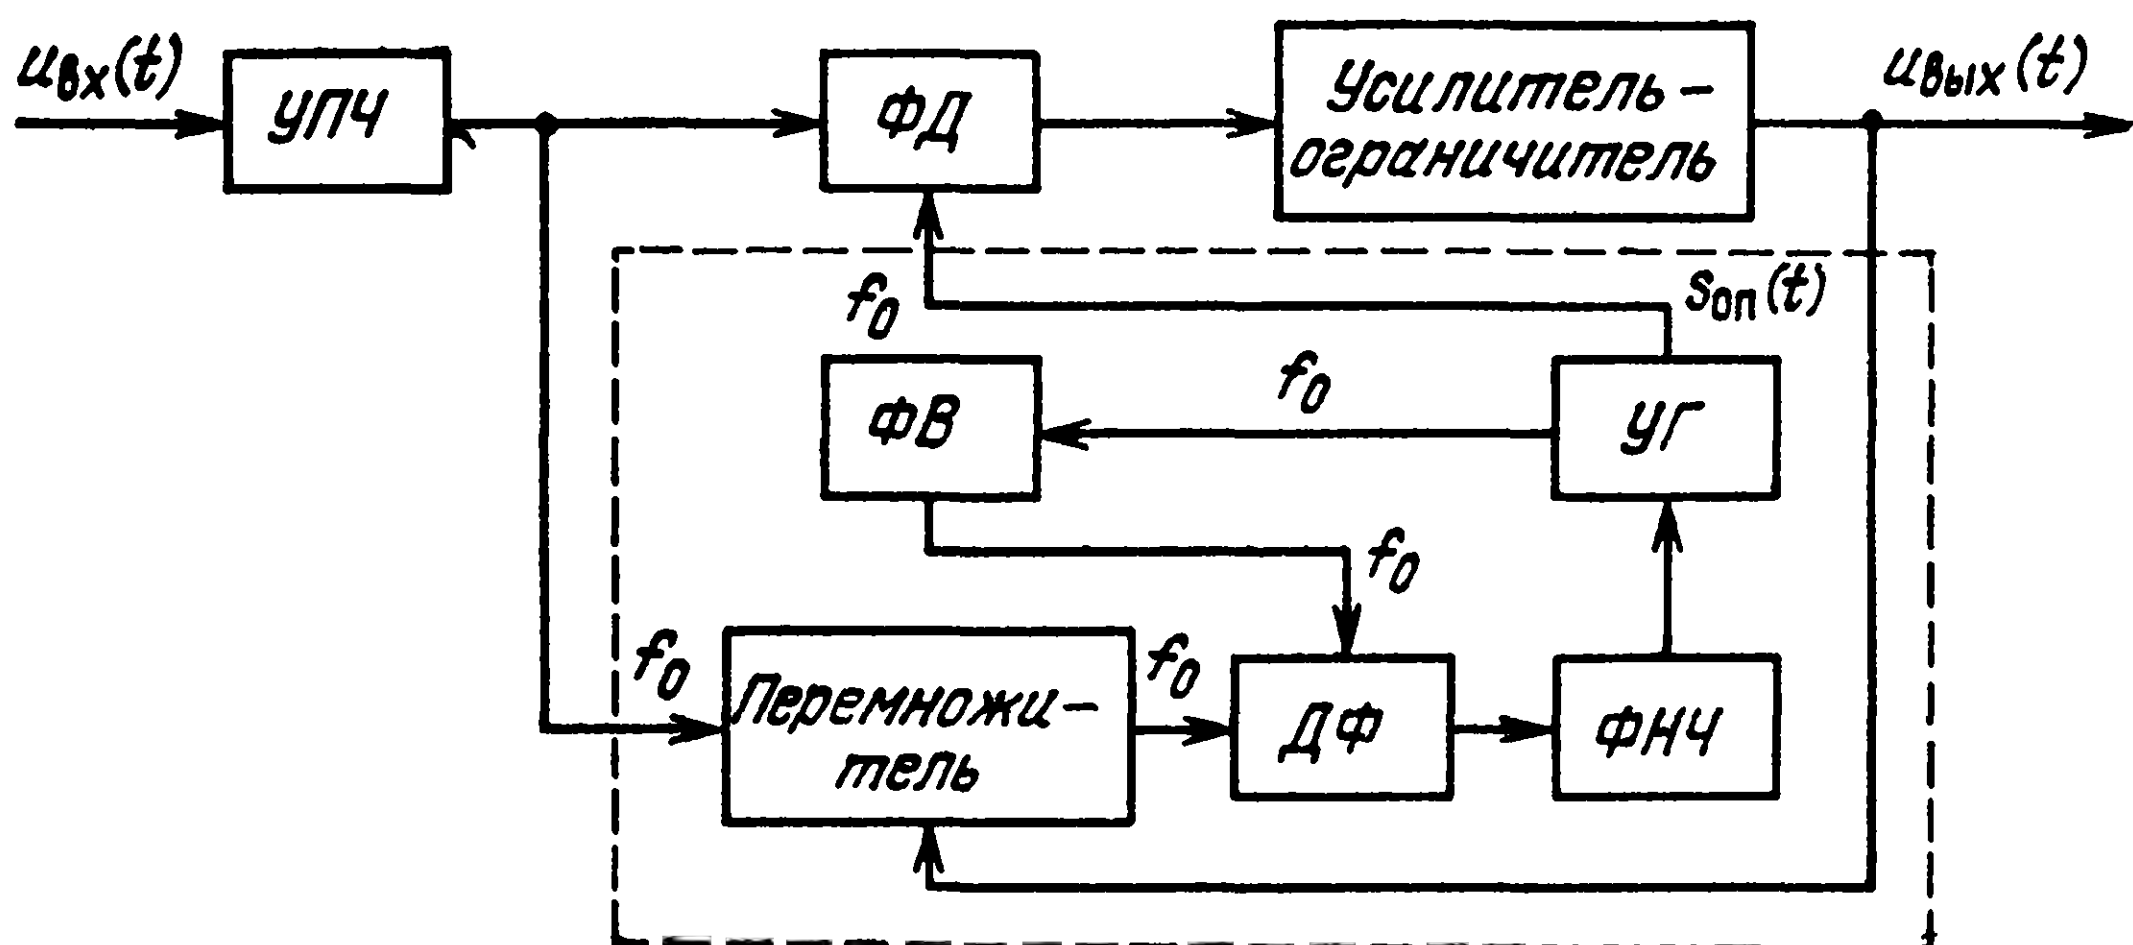 uвх(t)
УПЧ
ФД
Усилитель-
ограничитель
uвых(t)
f0
sоп(t)
ФВ
f0
УГ
f0
f0
Перемножи-
тель
f0
ДФ
ФНЧ